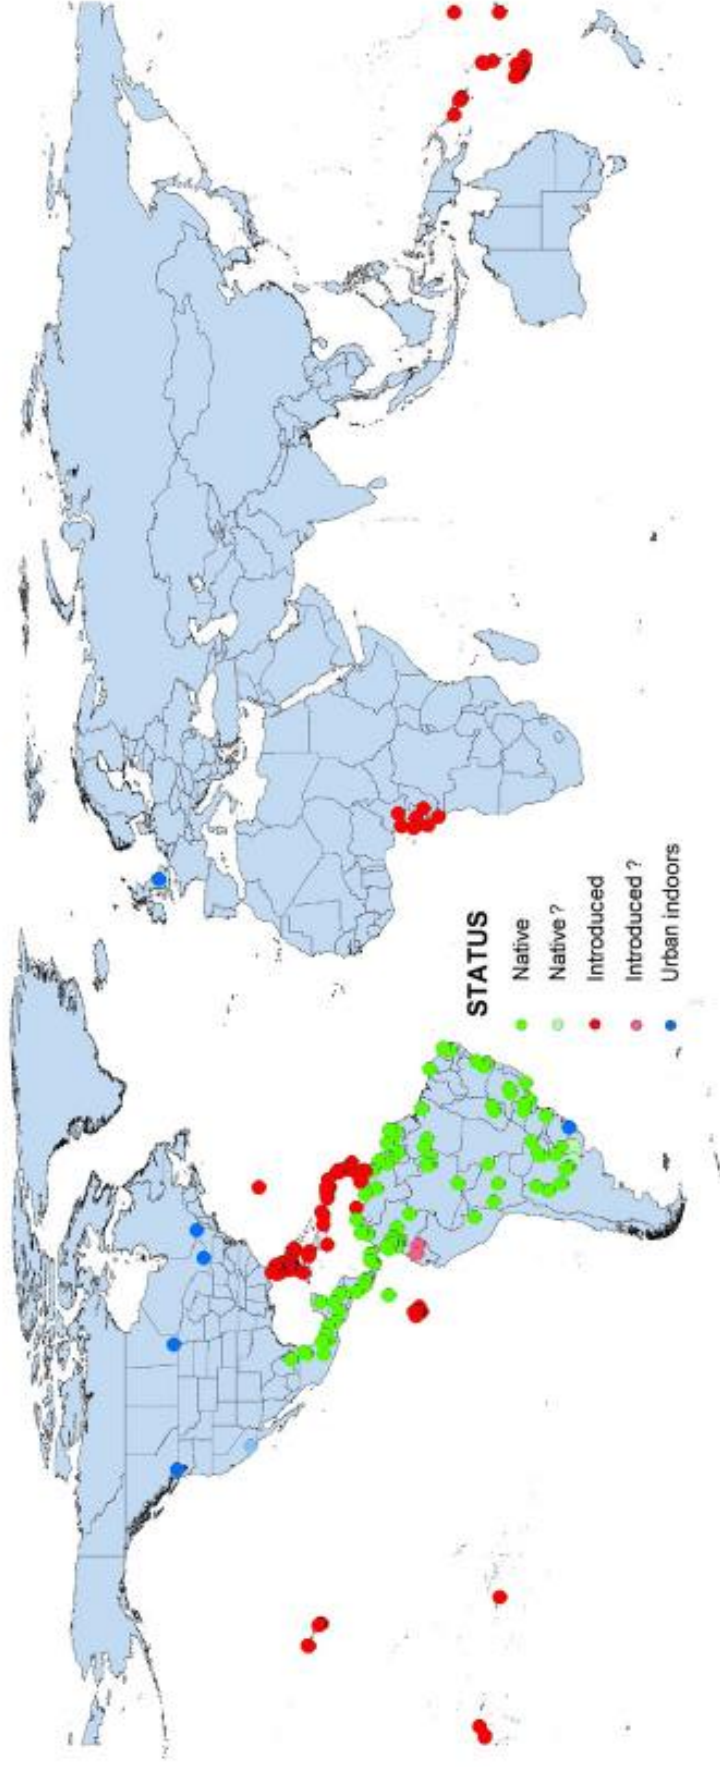 STATUS
Native
Native ?
Introduced
Introduced ?
Urban indoors